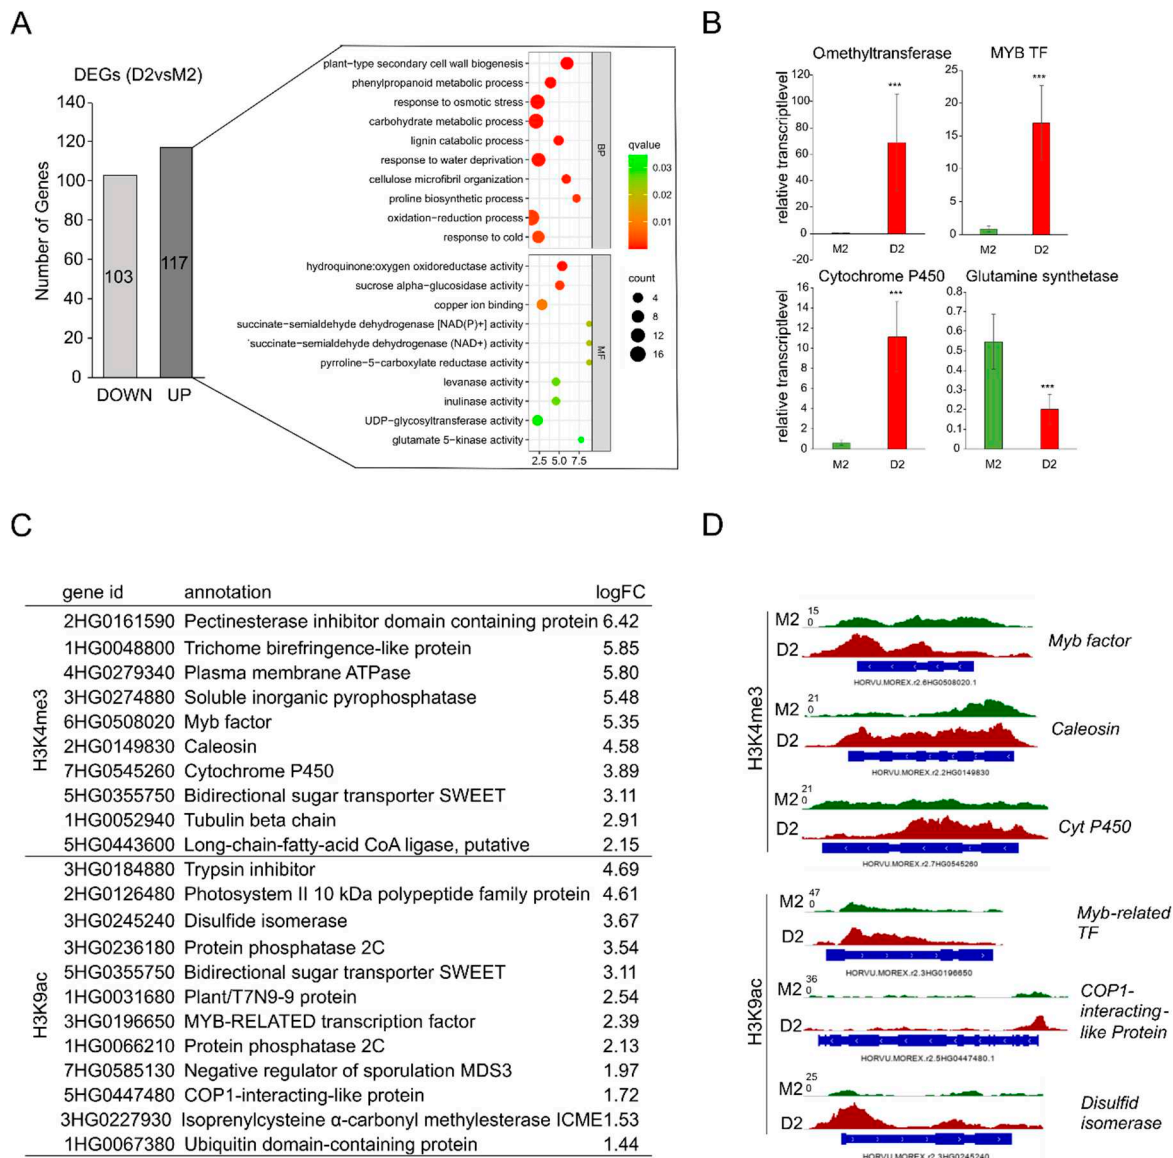 A
DEGs (D2vsM2)
Number of Genes
140
120
100
80
60
40
20
0
103
117
DOWN UP
plant-type secondary cell wall biogenesis
phenylpropanoid metabolic process
response to osmotic stress
carbohydrate metabolic process
lignin catabolic process
response to water deprivation
cellulose microfibril organization
proline biosynthetic process
oxidation-reduction process
response to cold
BP
hydroquinone:oxygen oxidoreductase activity
sucrose alpha-glucosidase activity
copper ion binding
succinate-semialdehyde dehydrogenase [NAD(P)+] activity
succinate-semialdehyde dehydrogenase (NAD+) activity
pyrroline-5-carboxylate reductase activity
levanase activity
inulinase activity
UDP-glycosyltransferase activity
glutamate 5-kinase activity
MF
2.5 5.0 7.5
qvalue
0.03
0.02
0.01
count
4
8
12
16
B
Omethyltransferase
relative transcriptlevel
120
100
80
60
40
20
0
-20
***
M2 D2
MYB TF
25
20
15
10
5
0
***
M2 D2
Cytochrome P450
relative transcriptlevel
16
14
12
10
8
6
4
2
0
***
M2 D2
Glutamine synthetase
0.8
0.7
0.6
0.5
0.4
0.3
0.2
0.1
0
***
M2 D2
C
gene id annotation logFC
H3K4me3
2HG0161590 Pectinesterase inhibitor domain containing protein 6.42
1HG0048800 Trichome birefringence-like protein 5.85
4HG0279340 Plasma membrane ATPase 5.80
3HG0274880 Soluble inorganic pyrophosphatase 5.48
6HG0508020 Myb factor 5.35
2HG0149830 Caleosin 4.58
7HG0545260 Cytochrome P450 3.89
5HG0355750 Bidirectional sugar transporter SWEET 3.11
1HG0052940 Tubulin beta chain 2.91
5HG0443600 Long-chain-fatty-acid CoA ligase, putative 2.15
H3K9ac
3HG0184880 Trypsin inhibitor 4.69
2HG0126480 Photosystem II 10 kDa polypeptide family protein 4.61
3HG0245240 Disulfide isomerase 3.67
3HG0236180 Protein phosphatase 2C 3.54
5HG0355750 Bidirectional sugar transporter SWEET 3.11
1HG0031680 Plant/T7N9-9 protein 2.54
3HG0196650 MYB-RELATED transcription factor 2.39
1HG0066210 Protein phosphatase 2C 2.13
7HG0585130 Negative regulator of sporulation MDS3 1.97
5HG0447480 COP1-interacting-like protein 1.72
3HG0227930 Isoprenylcysteine α-carbonyl methylesterase ICME 1.53
1HG0067380 Ubiquitin domain-containing protein 1.44
D
H3K4me3
M2 15
0
D2
Myb factor
HORVU.MOREX.r2.6HG0508020.1
M2 21
0
D2
Caleosin
HORVU.MOREX.r2.2HG0149830
M2 21
0
D2
Cyt P450
HORVU.MOREX.r2.7HG0545260
H3K9ac
M2 47
0
D2
Myb-related
TF
HORVU.MOREX.r2.3HG0196650
M2 36
0
D2
COP1-
interacting-
like Protein
HORVU.MOREX.r2.5HG0447480.1
M2 25
0
D2
Disulfid
isomerase
HORVU.MOREX.r2.3HG0245240